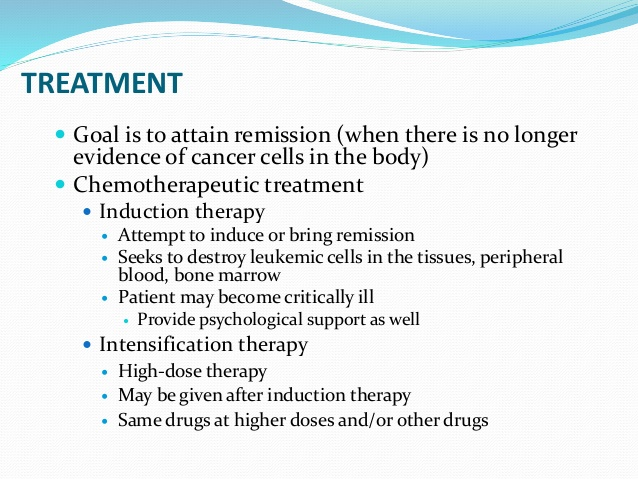 TREATMENT
Goal is to attain remission (when there is no longer
evidence of cancer cells in the body)
Chemotherapeutic treatment
Induction therapy
Attempt to induce or bring remission
Seeks to destroy leukemic cells in the tissues, peripheral
blood, bone marrow
Patient may become critically ill
Provide psychological support as well
Intensification therapy
High-dose therapy
May be given after induction therapy
Same drugs at higher doses and/or other drugs